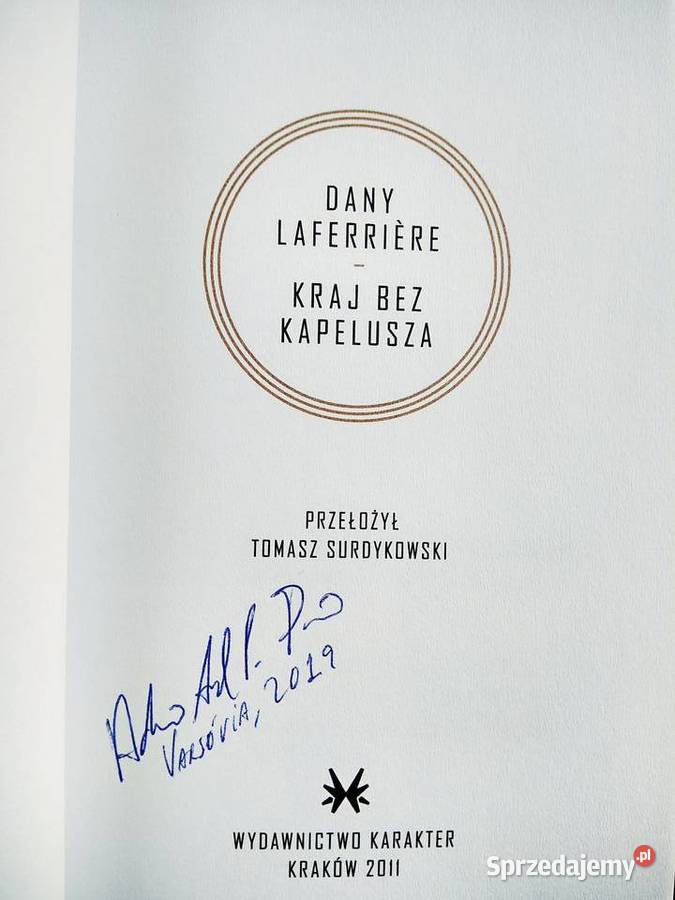 DANY
LAFERRIÈRE
–
KRAJ BEZ
KAPELUSZA
PRZEŁOŻYŁ
TOMASZ SURDYKOWSKI
VARSÓVIA, 2019
WYDAWNICTWO KARAKTER
KRAKÓW 2011
Sprzedajemy.pl